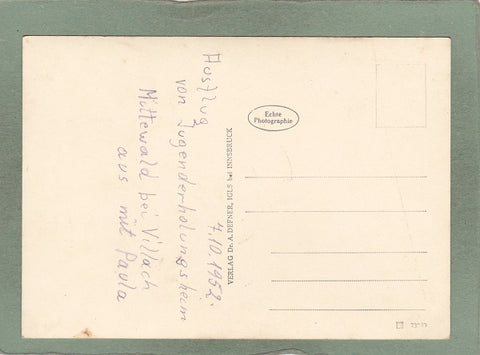 Ausflug
von Jugenderholungsheim
Mittewald bei Villach
aus mit Paula
4.10.1952.
VERLAG Dr. A. DEFNER, IGLS bei INNSBRUCK
Echte
Photographie